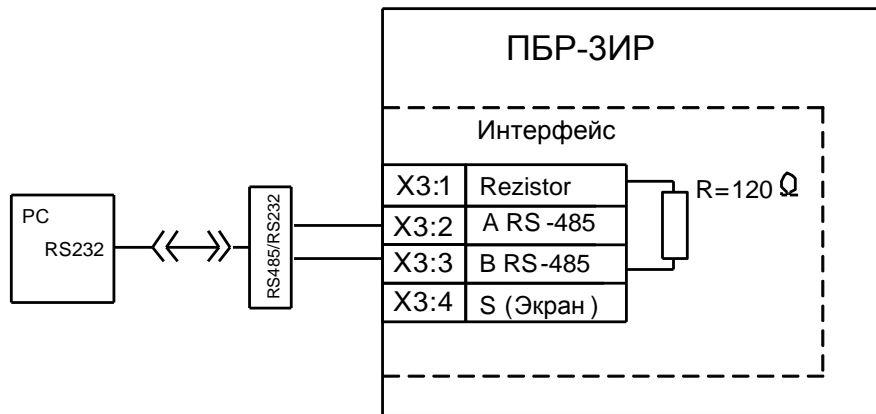 ПБР-3ИР
Интерфейс
X3:1 Rezistor
R=120 Ω
X3:2 A RS-485
X3:3 B RS-485
X3:4 S (Экран)
PC
RS232
RS485/RS232